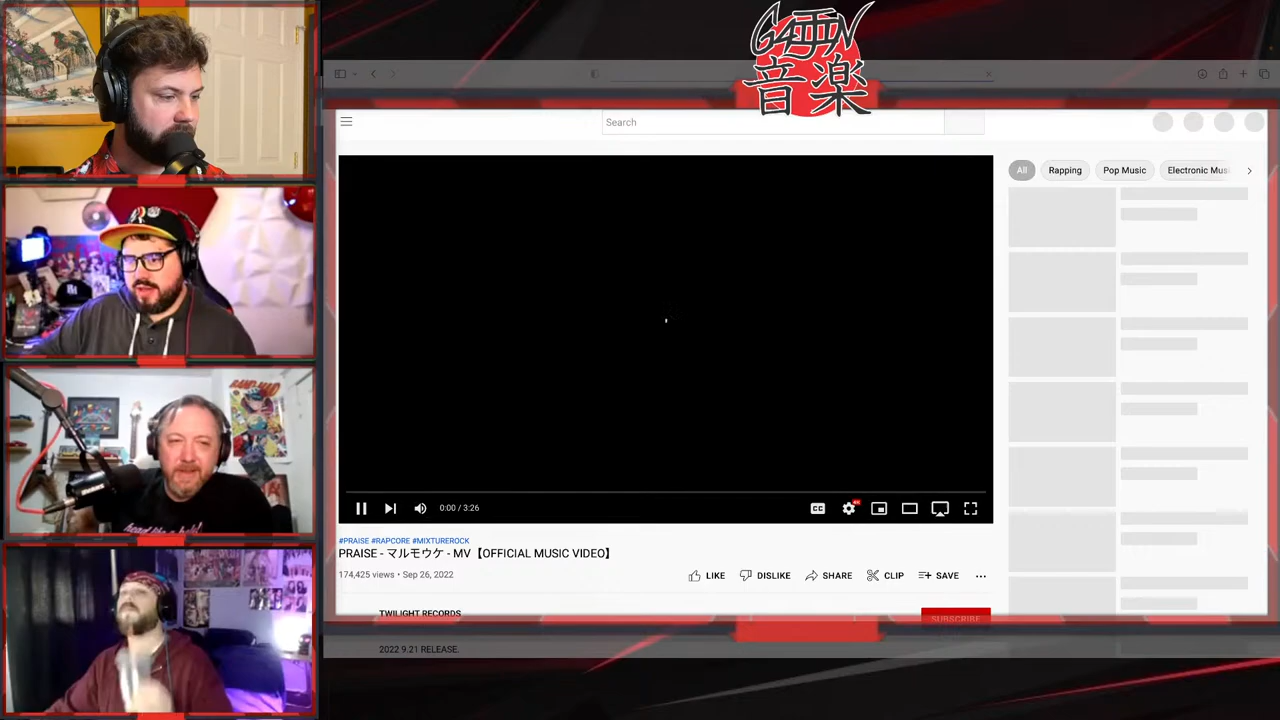 音楽
Search
All
Rapping
Pop Music
0:00 / 3:26
CC
#PRAISE #RAPCORE #MIXTUREROCK
PRAISE - マルモウケ - MV【OFFICIAL MUSIC VIDEO】
174,425 views • Sep 26, 2022
LIKE
DISLIKE
SHARE
CLIP
SAVE
TWILIGHT RECORDS
SUBSCRIBE
2022 9.21 RELEASE.